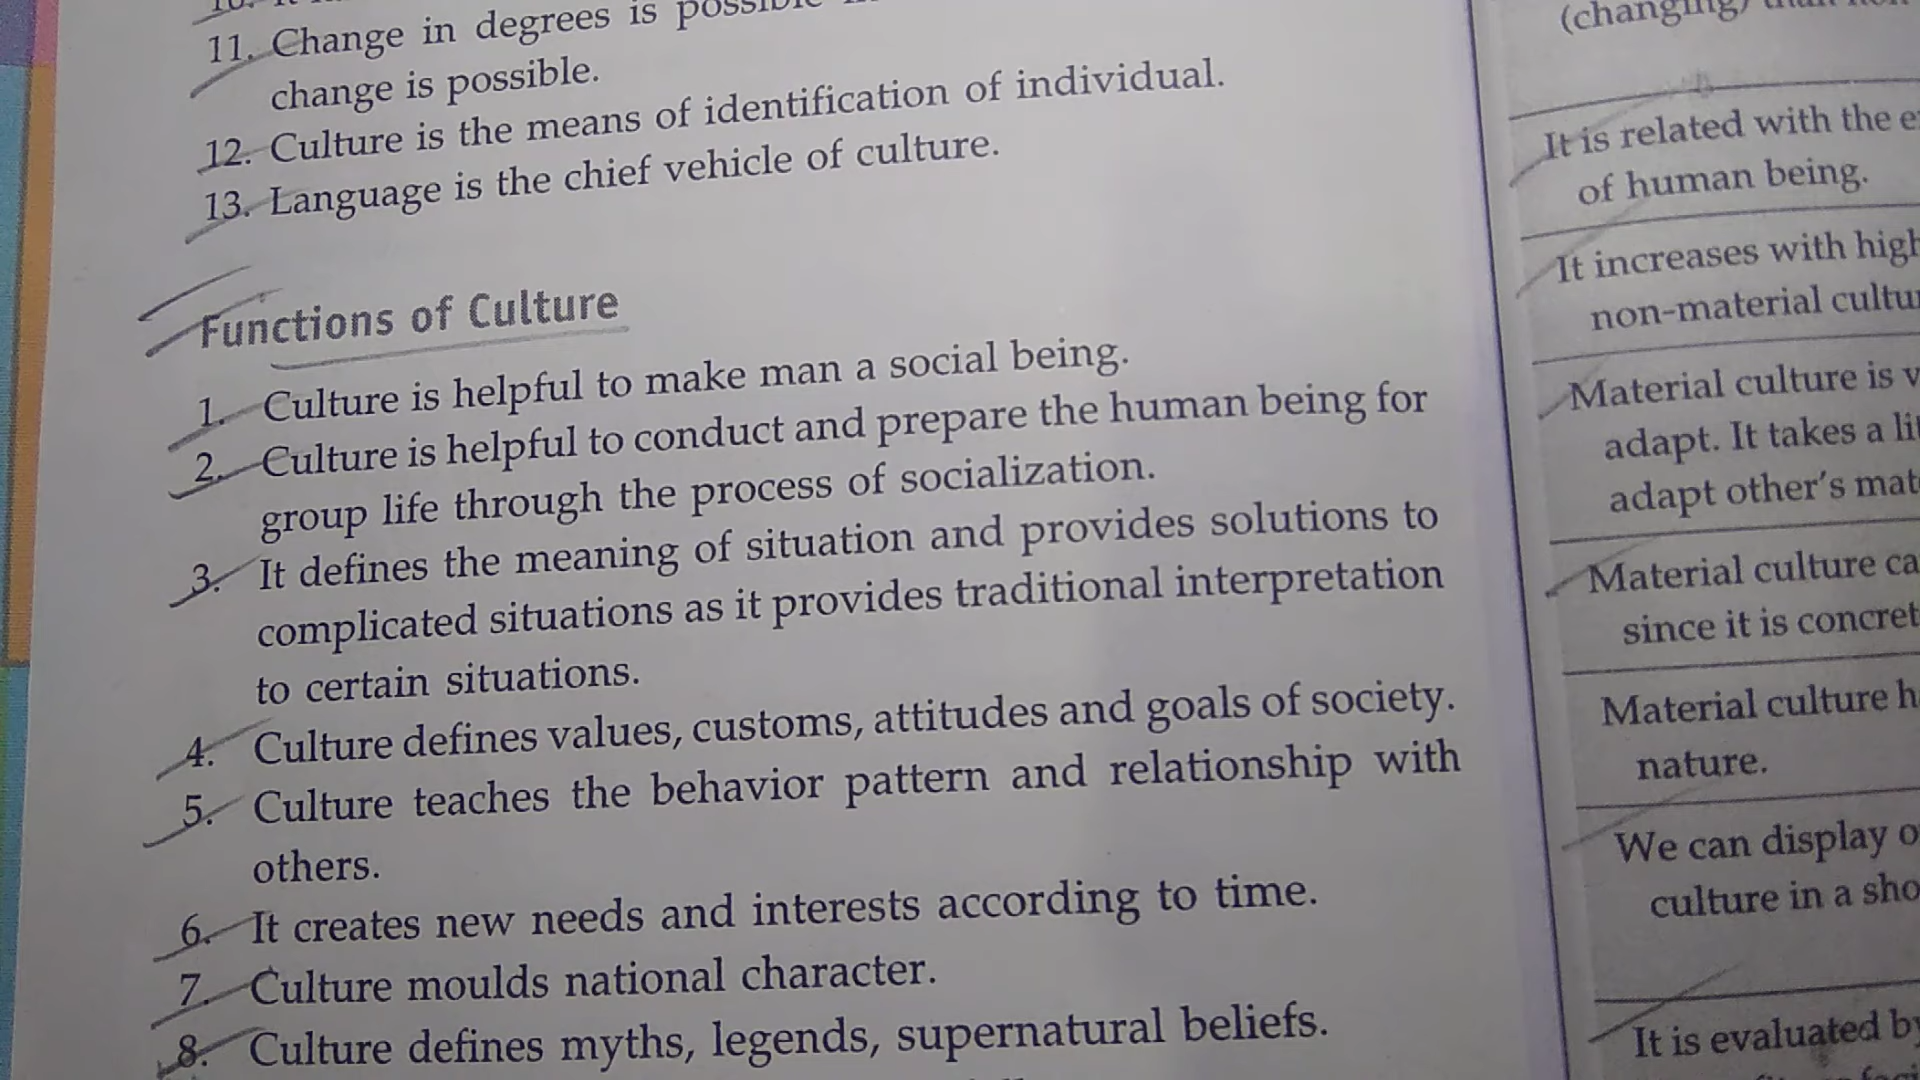 11. Change in degrees is possible
change is possible.
12. Culture is the means of identification of individual.
13. Language is the chief vehicle of culture.
Functions of Culture
1. Culture is helpful to make man a social being.
2. Culture is helpful to conduct and prepare the human being for
group life through the process of socialization.
3. It defines the meaning of situation and provides solutions to
complicated situations as it provides traditional interpretation
to certain situations.
4. Culture defines values, customs, attitudes and goals of society.
5. Culture teaches the behavior pattern and relationship with
others.
6. It creates new needs and interests according to time.
7. Culture moulds national character.
8. Culture defines myths, legends, supernatural beliefs.
(changing)
It is related with the
of human being.
It increases with
non-material
Material culture is
adapt. It takes a
adapt other's
Material culture
since it is
Material culture
nature.
We can display
culture in a
It is evaluated